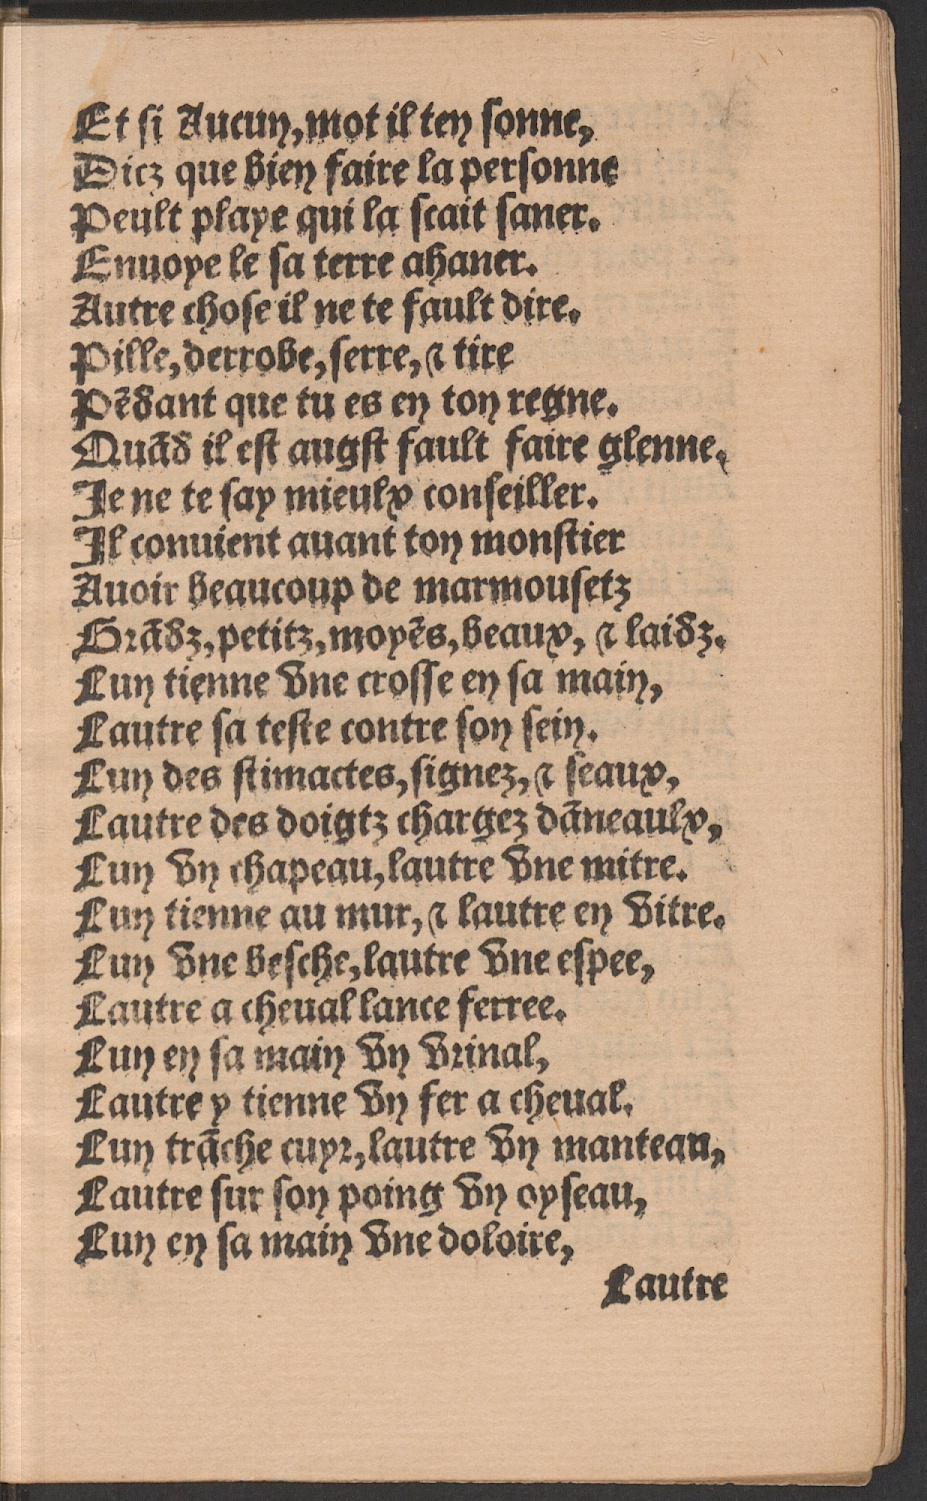 Et si Aucun, mot il ten sonne,
Dicz que bien faire la personne
Peult playe qui la scait saner.
Enuoye le sa terre ahaner.
Autre chose il ne te fault dire.
Pille, derrobe, serre, ⁊ tire
Pẽdant que tu es en ton regne.
Quãd il est augst fault faire glenne.
Je ne te say mieulx conseiller.
Il conuient auant ton monstier
Auoir beaucoup de marmousetz
Grãdz, petitz, moyẽs, beaux, ⁊ laidz.
Lun tienne vne crosse en sa main,
Lautre sa teste contre son sein.
Lun des stimactes, signez, ⁊ seaux,
Lautre des doigtz chargez dãneaulx,
Lun vn chapeau, lautre vne mitre.
Lun tienne au mur, ⁊ lautre en vitre.
Lun vne besche, lautre vne espee,
Lautre a cheual lance ferree.
Lun en sa main vn vrinal,
Lautre y tienne vn fer a cheual.
Lun trãche cuyr, lautre vn manteau,
Lautre sur son poing vn oyseau,
Lun en sa main vne doloire,
Lautre